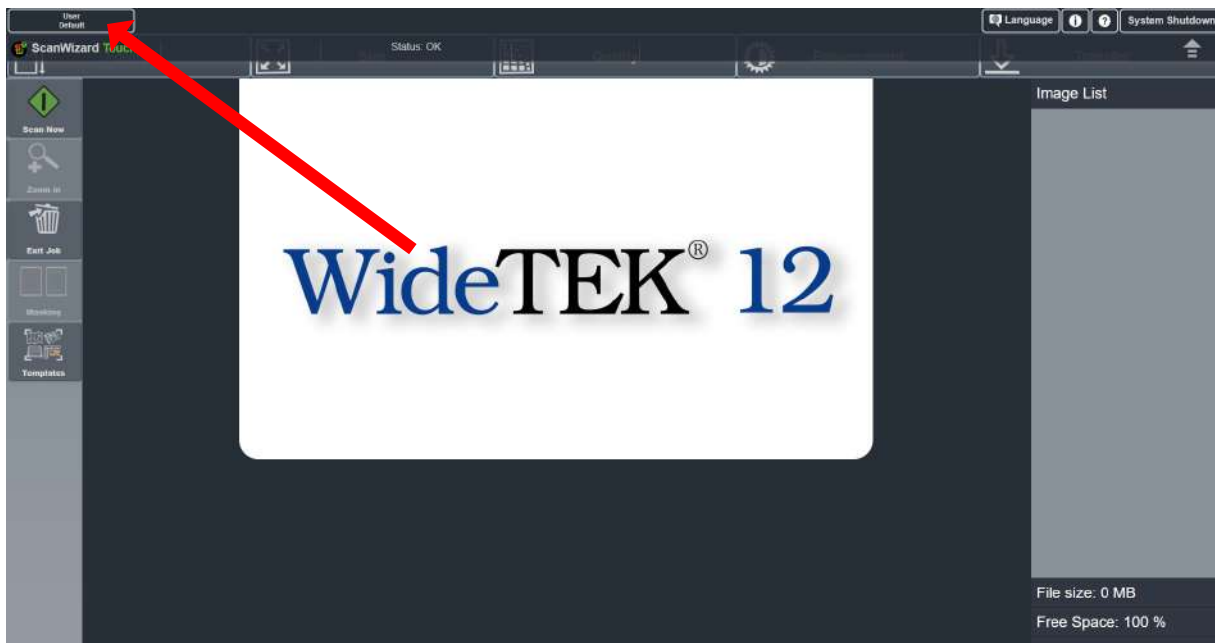 User
Default
Language
System Shutdown
ScanWizard Touch
Status: OK
Image List
Scan Now
Zoom in
Exit Job
Masking
Templates
WideTEK® 12
File size: 0 MB
Free Space: 100 %